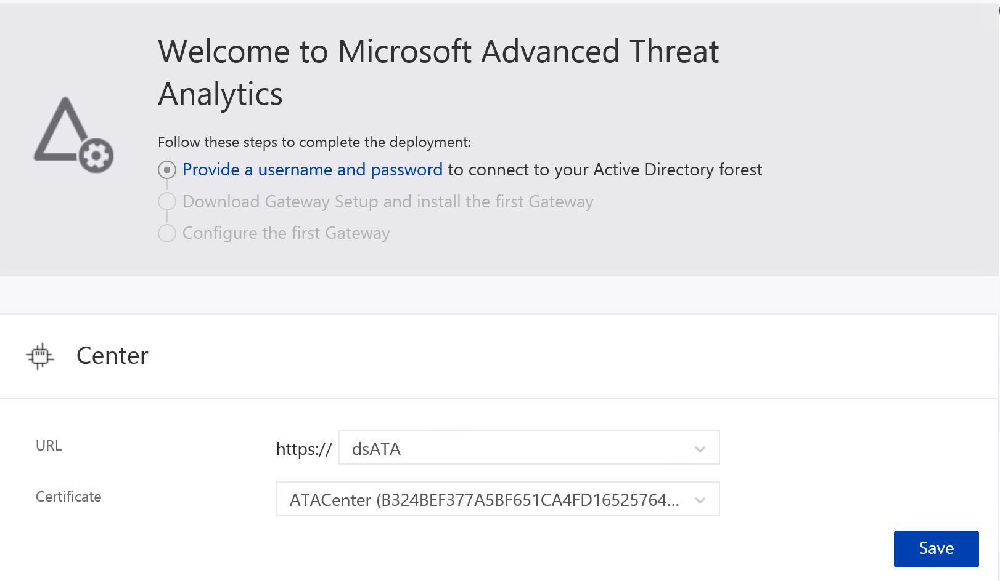 Welcome to Microsoft Advanced Threat
Analytics
Follow these steps to complete the deployment:
Provide a username and password to connect to your Active Directory forest
Download Gateway Setup and install the first Gateway
Configure the first Gateway
Center
URL
https://
dsATA
Certificate
ATACenter (B324BEF377A5BF651CA4FD16525764...
Save